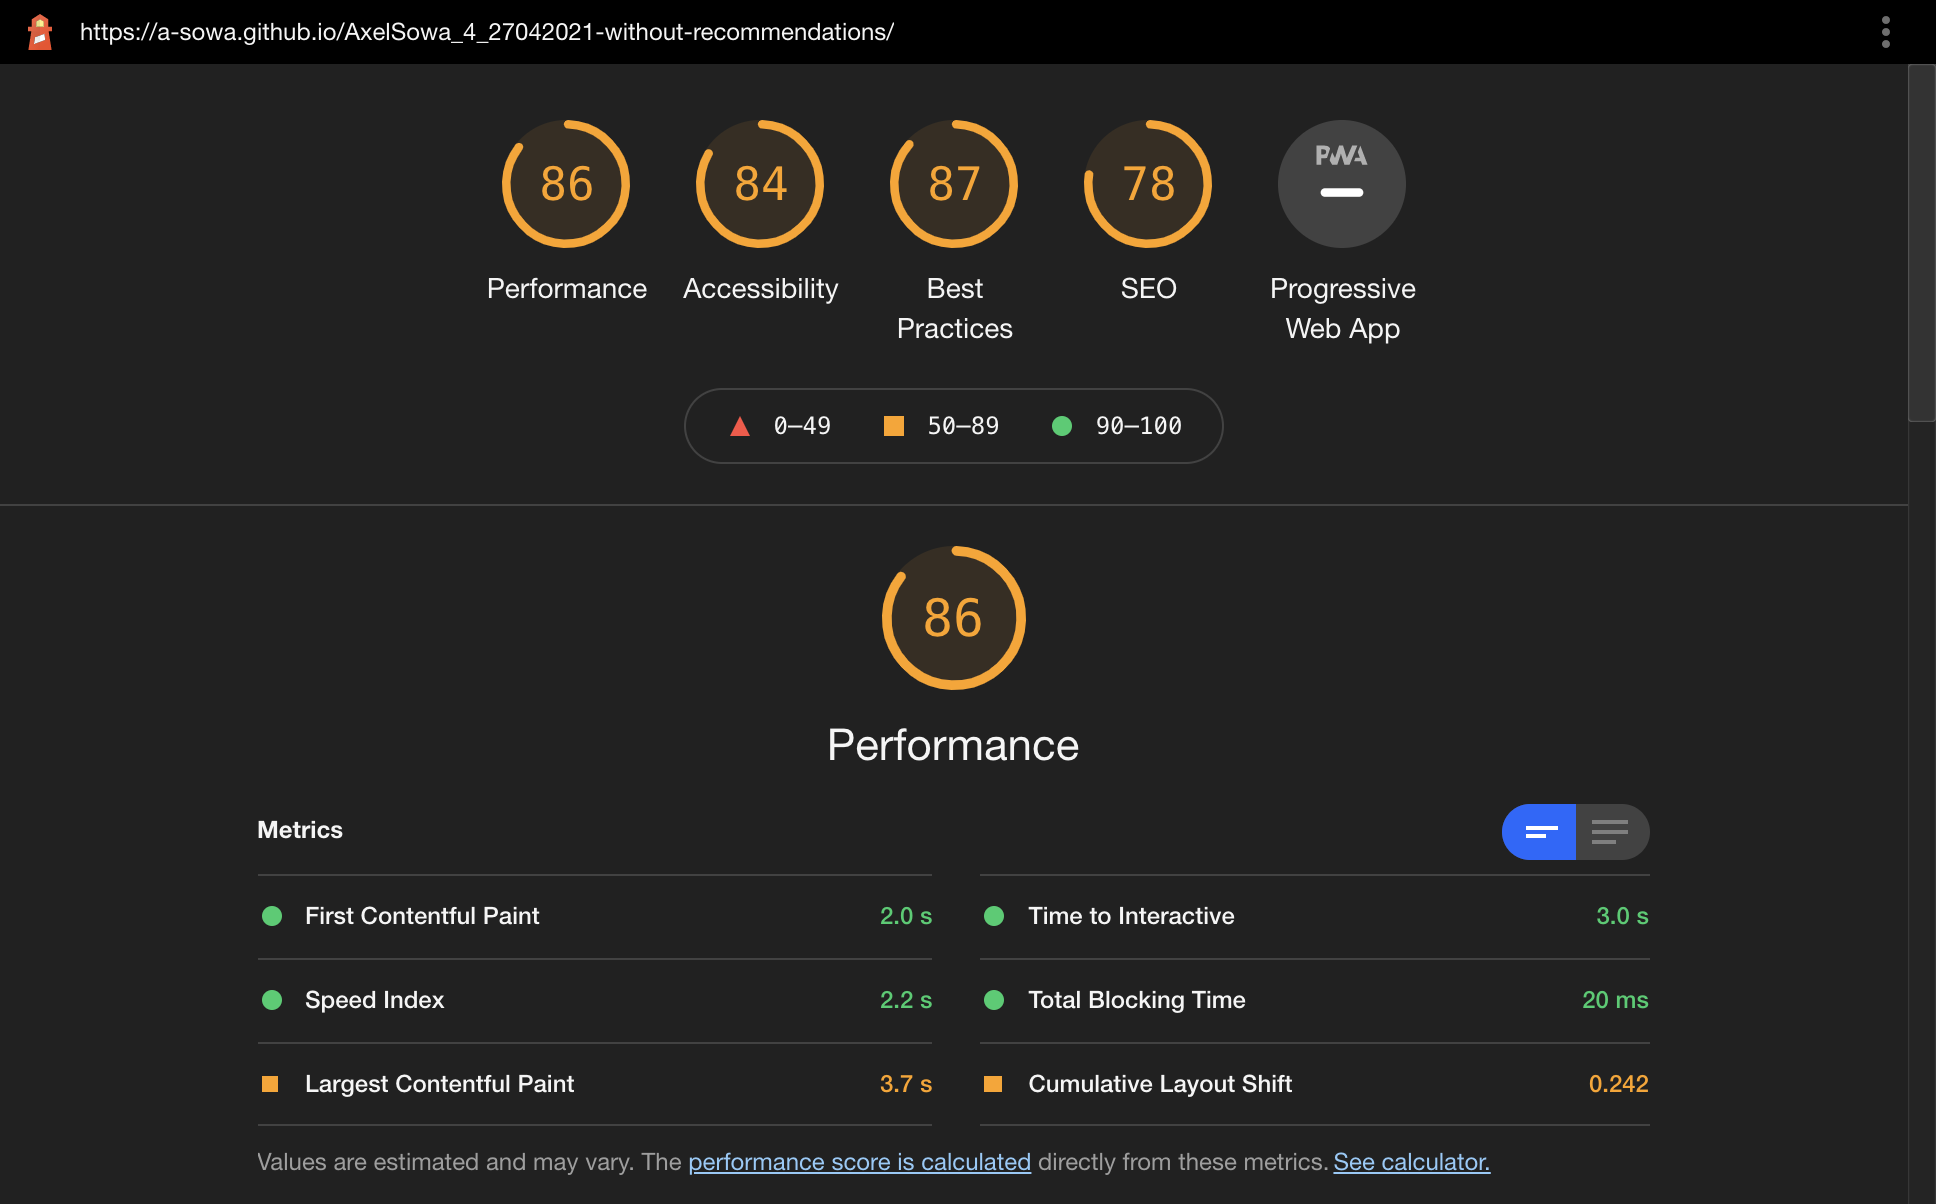 https://a-sowa.github.io/AxelSowa_4_27042021-without-recommendations/
86
84
87
78
PWA
Performance
Accessibility
Best
Practices
SEO
Progressive
Web App
0–49
50–89
90–100
86
Performance
Metrics
First Contentful Paint
2.0 s
Time to Interactive
3.0 s
Speed Index
2.2 s
Total Blocking Time
20 ms
Largest Contentful Paint
3.7 s
Cumulative Layout Shift
0.242
Values are estimated and may vary. The performance score is calculated directly from these metrics. See calculator.